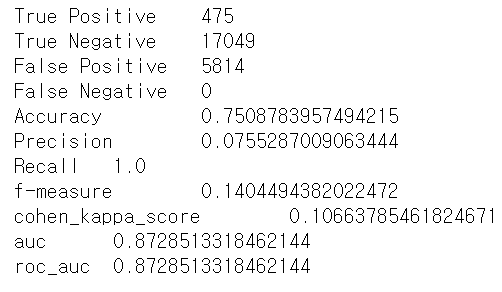 True Positive 475
True Negative 17049
False Positive 5814
False Negative 0
Accuracy 0.7508783957494215
Precision 0.0755287009063444
Recall 1.0
f-measure 0.1404494382022472
cohen_kappa_score 0.10663785461824671
auc 0.8728513318462144
roc_auc 0.8728513318462144